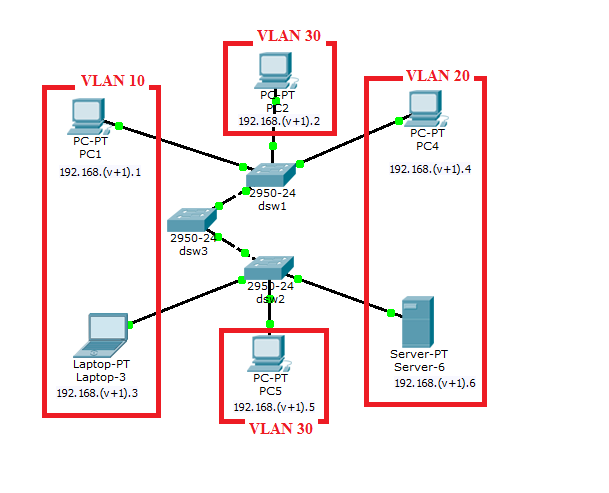 VLAN 30
PC-PT
PC2
192.168.(v+1).2
VLAN 10
PC-PT
PC1
192.168.(v+1).1
VLAN 20
PC-PT
PC4
192.168.(v+1).4
2950-24
dsw1
2950-24
dsw3
2950-24
dsw2
Laptop-PT
Laptop-3
192.168.(v+1).3
PC-PT
PC5
192.168.(v+1).5
VLAN 30
Server-PT
Server-6
192.168.(v+1).6